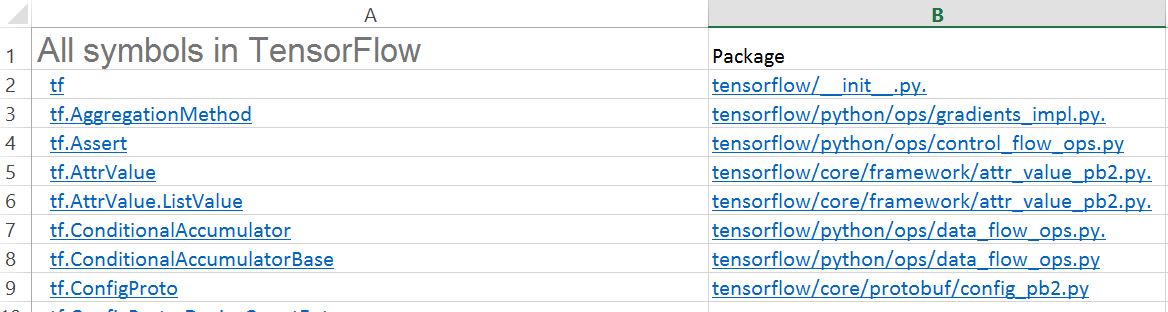 A B
1 All symbols in TensorFlow Package
2 tf tensorflow/__init__.py.
3 tf.AggregationMethod tensorflow/python/ops/gradients_impl.py.
4 tf.Assert tensorflow/python/ops/control_flow_ops.py
5 tf.AttrValue tensorflow/core/framework/attr_value_pb2.py.
6 tf.AttrValue.ListValue tensorflow/core/framework/attr_value_pb2.py.
7 tf.ConditionalAccumulator tensorflow/python/ops/data_flow_ops.py.
8 tf.ConditionalAccumulatorBase tensorflow/python/ops/data_flow_ops.py
9 tf.ConfigProto tensorflow/core/protobuf/config_pb2.py